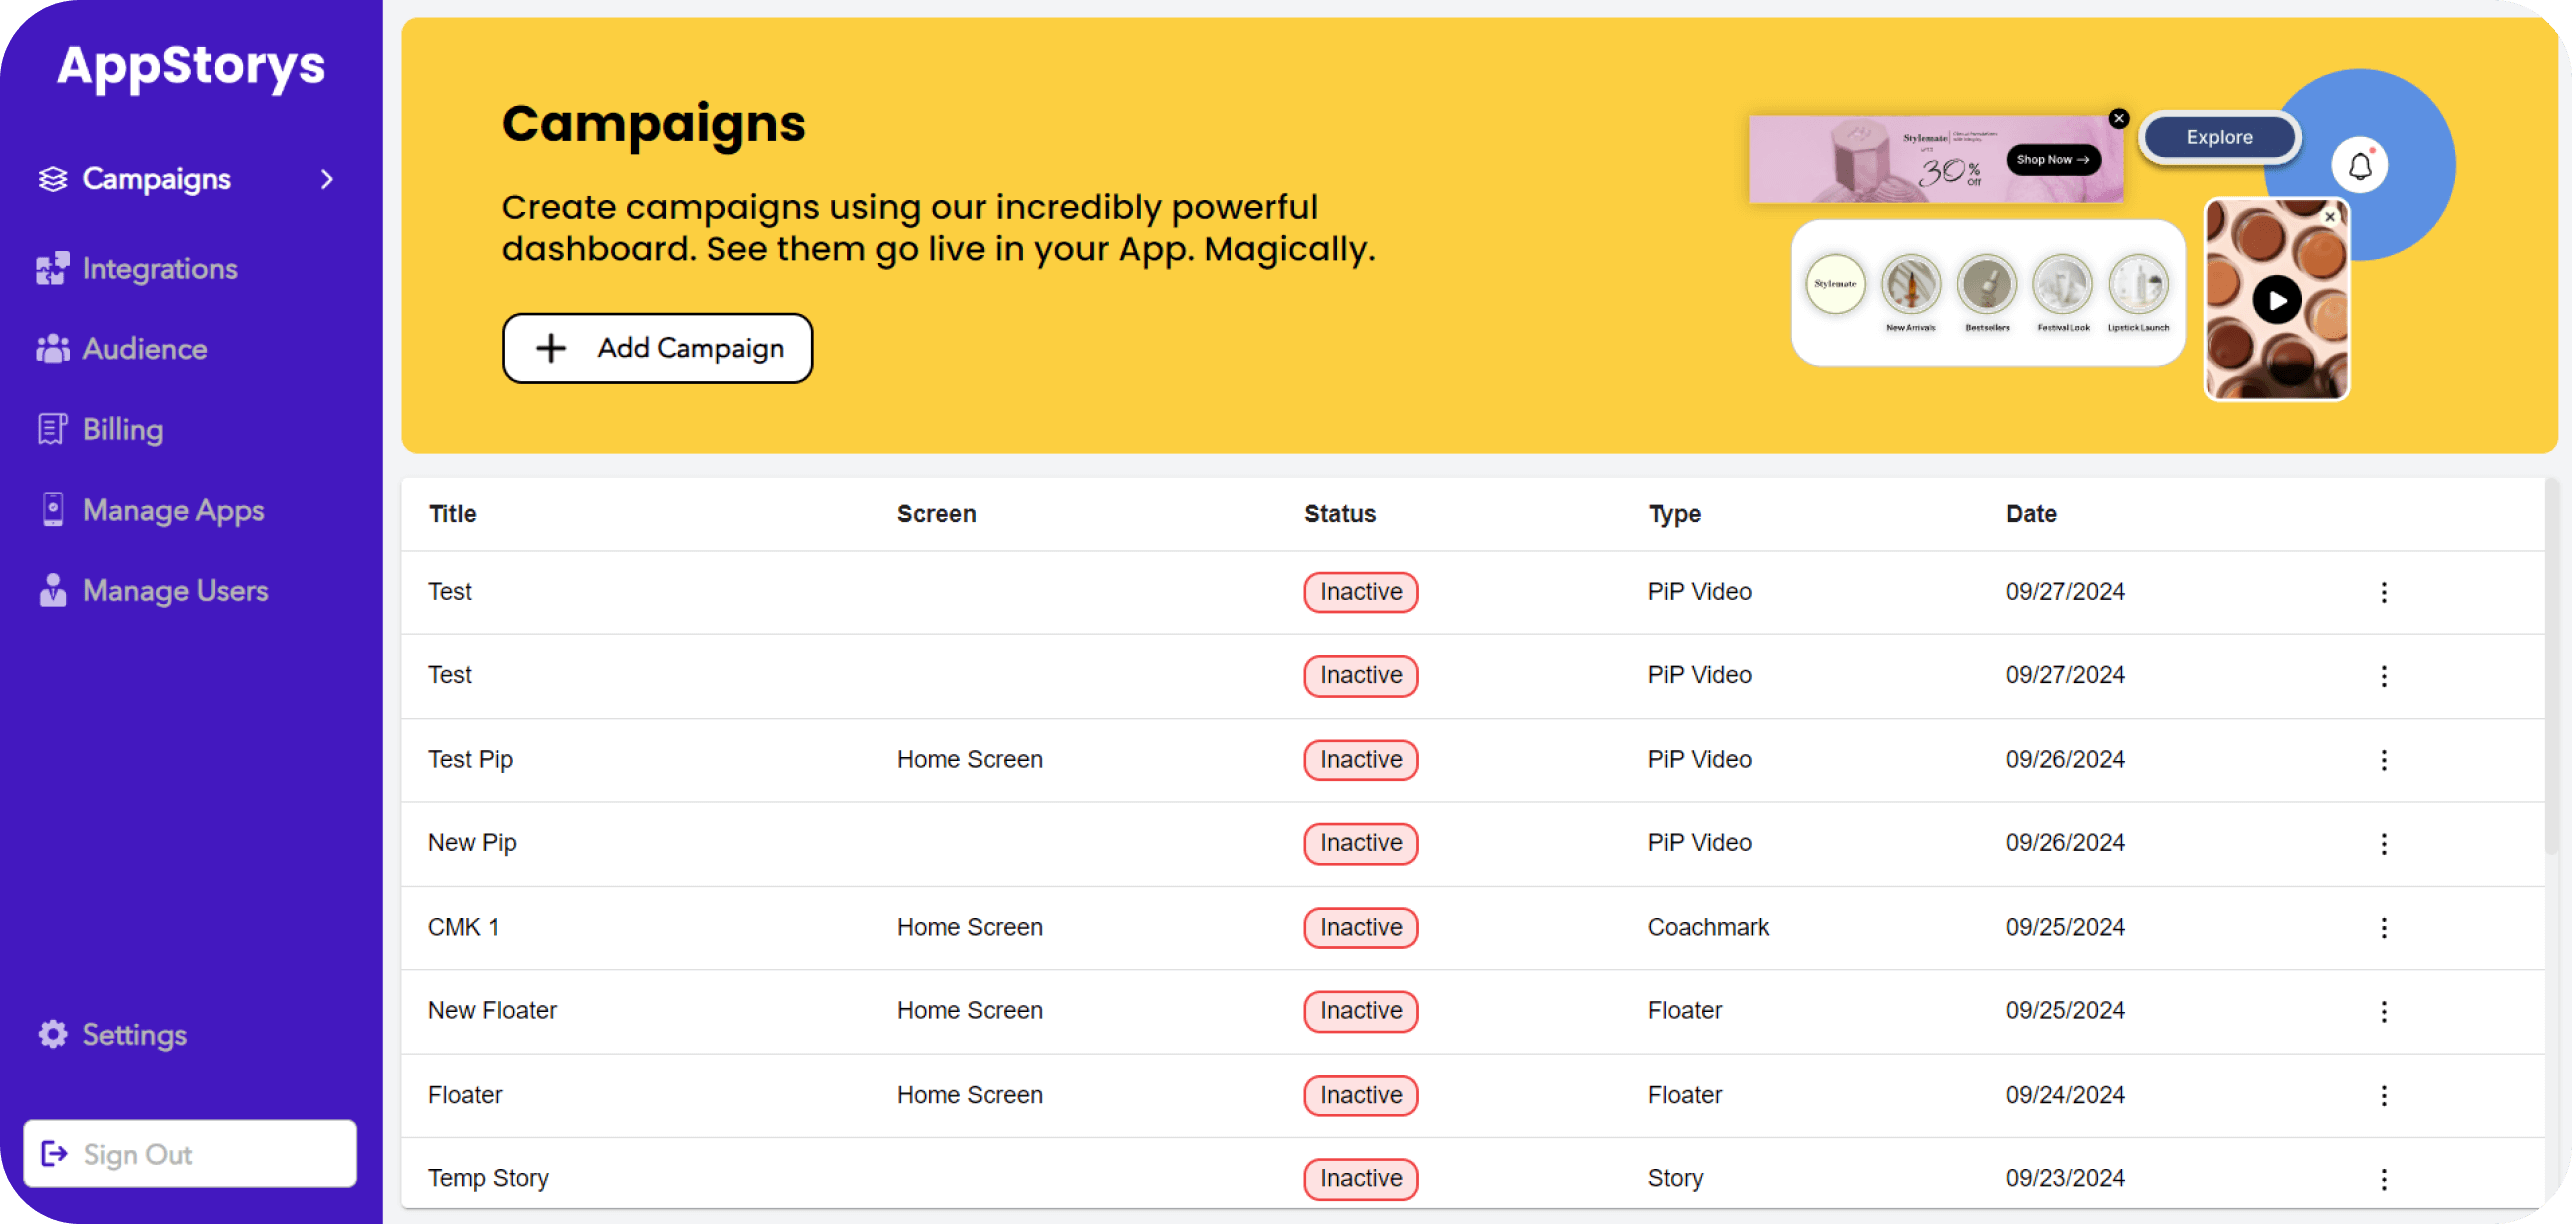 AppStorys
Campaigns
Integrations
Audience
Billing
Manage Apps
Manage Users
Settings
Sign Out
Campaigns
Create campaigns using our incredibly powerful
dashboard. See them go live in your App. Magically.
Add Campaign
Stylemate
30% Off
Shop Now →
Explore
Stylemate
New Arrivals
Bestsellers
Festival Look
Lipstick Launch
Title Screen Status Type Date
Test Inactive PiP Video 09/27/2024
Test Inactive PiP Video 09/27/2024
Test Pip Home Screen Inactive PiP Video 09/26/2024
New Pip Inactive PiP Video 09/26/2024
CMK 1 Home Screen Inactive Coachmark 09/25/2024
New Floater Home Screen Inactive Floater 09/25/2024
Floater Home Screen Inactive Floater 09/24/2024
Temp Story Inactive Story 09/23/2024